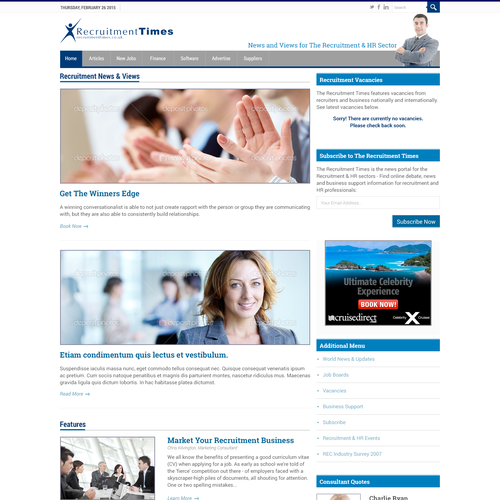 THURSDAY, FEBRUARY 26 2015
search
RecruitmentTimes
recruitmenttimes.co.uk
News and Views for The Recruitment & HR Sector
Home
Articles
New Jobs
Finance
Software
Advertise
Suppliers
Recruitment News & Views
depositphotos
depositphotos
Get The Winners Edge
A winning conversationalist is able to not just create rapport with the person or group they are communicating
with, but they are also able to consistently build relationships.
Book Now →
depositphotos
depositphotos
Etiam condimentum quis lectus et vestibulum.
Suspendisse iaculis massa nunc, eget commodo tellus consequat nec. Quisque consequat venenatis ipsum
ac pretium. Cum sociis natoque penatibus et magnis dis parturient montes, nascetur ridiculus mus. Maecenas
gravida ligula quis dictum lobortis. In hac habitasse platea dictumst.
Read More →
Features
Market Your Recruitment Business
Chris Kivington: Marketing Consultant
We all know the benefits of presenting a good curriculum vitae
(CV) when applying for a job. As early as school we're told of
the 'fierce' competition out there - of employers faced with a
skyscraper-high piles of documents, all shouting for attention.
One or two spelling mistakes...
Learn More →
Recruitment Vacancies
The Recruitment Times features vacancies from
recruiters and business nationally and internationally.
See latest vacancies below.
Sorry! There are currently no vacancies.
Please check back soon.
Subscribe to The Recruitment Times
The Recruitment Times is the news portal for the
Recruitment & HR sectors - Find online debate, news
and business support information for recruitment and
HR professionals.
Your Email Address
Subscribe Now
Ultimate Celebrity
Experience
BOOK NOW!
cruisedirect
Celebrity X Cruises
Additional Menu
World News & Updates
Job Boards
Vacancies
Business Support
Subscribe
Recruitment & HR Events
REC Industry Survey 2007
Consultant Quotes
Charlie Ryan